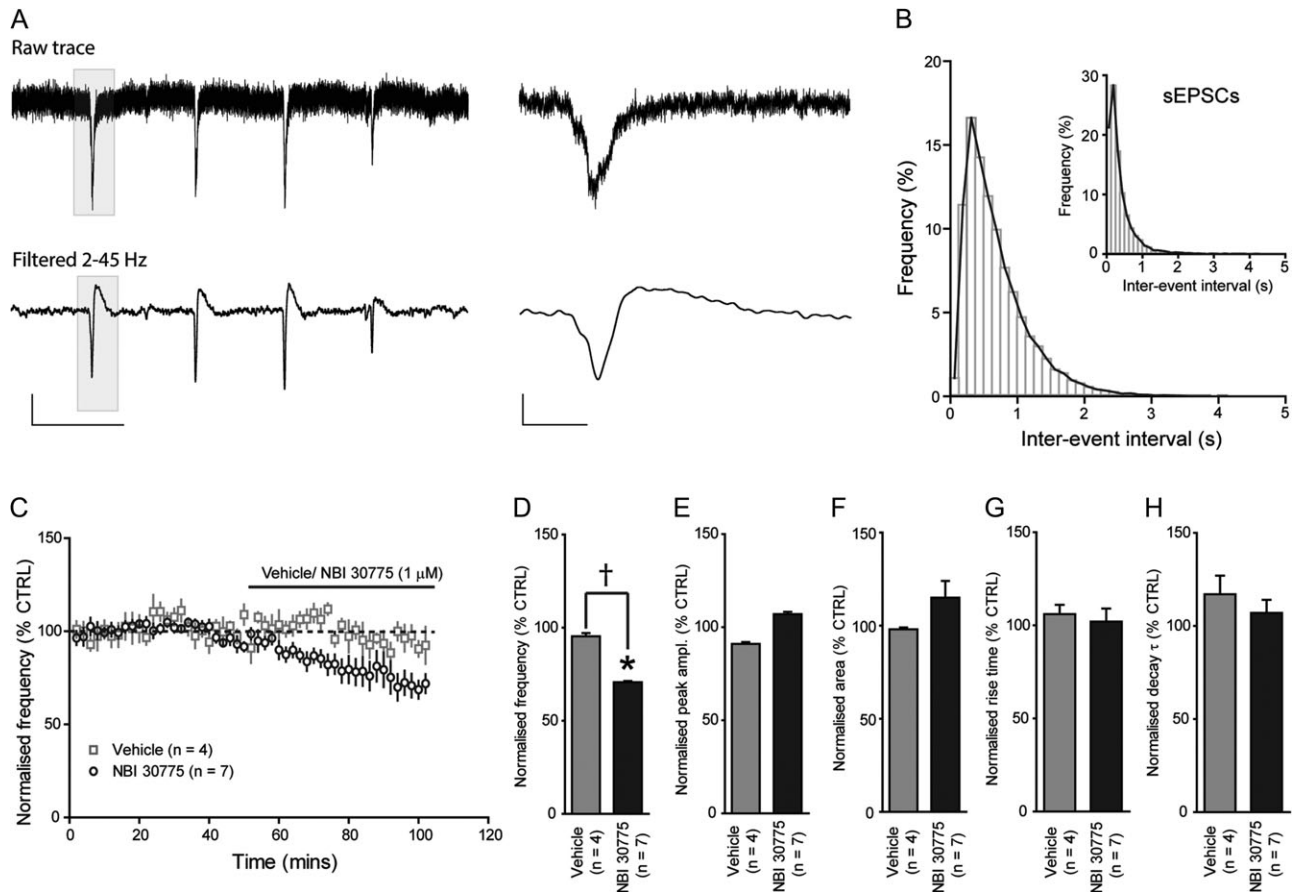 A
Raw trace
Filtered 2-45 Hz
B
Frequency (%)
20
15
10
5
0
0 1 2 3 4 5
Inter-event interval (s)
sEPSCs
Frequency (%)
30
20
10
0
0 1 2 3 4 5
Inter-event interval (s)
C
Normalised frequency (% CTRL)
150
100
50
0
0 20 40 60 80 100 120
Time (mins)
Vehicle/ NBI 30775 (1 µM)
Vehicle (n = 4)
NBI 30775 (n = 7)
D
Normalised frequency (% CTRL)
150
100
50
0
†
*
Vehicle
(n = 4)
NBI 30775
(n = 7)
E
Normalised peak ampl. (% CTRL)
150
100
50
0
Vehicle
(n = 4)
NBI 30775
(n = 7)
F
Normalised area (% CTRL)
150
100
50
0
Vehicle
(n = 4)
NBI 30775
(n = 7)
G
Normalised rise time (% CTRL)
150
100
50
0
Vehicle
(n = 4)
NBI 30775
(n = 7)
H
Normalised decay τ (% CTRL)
150
100
50
0
Vehicle
(n = 4)
NBI 30775
(n = 7)